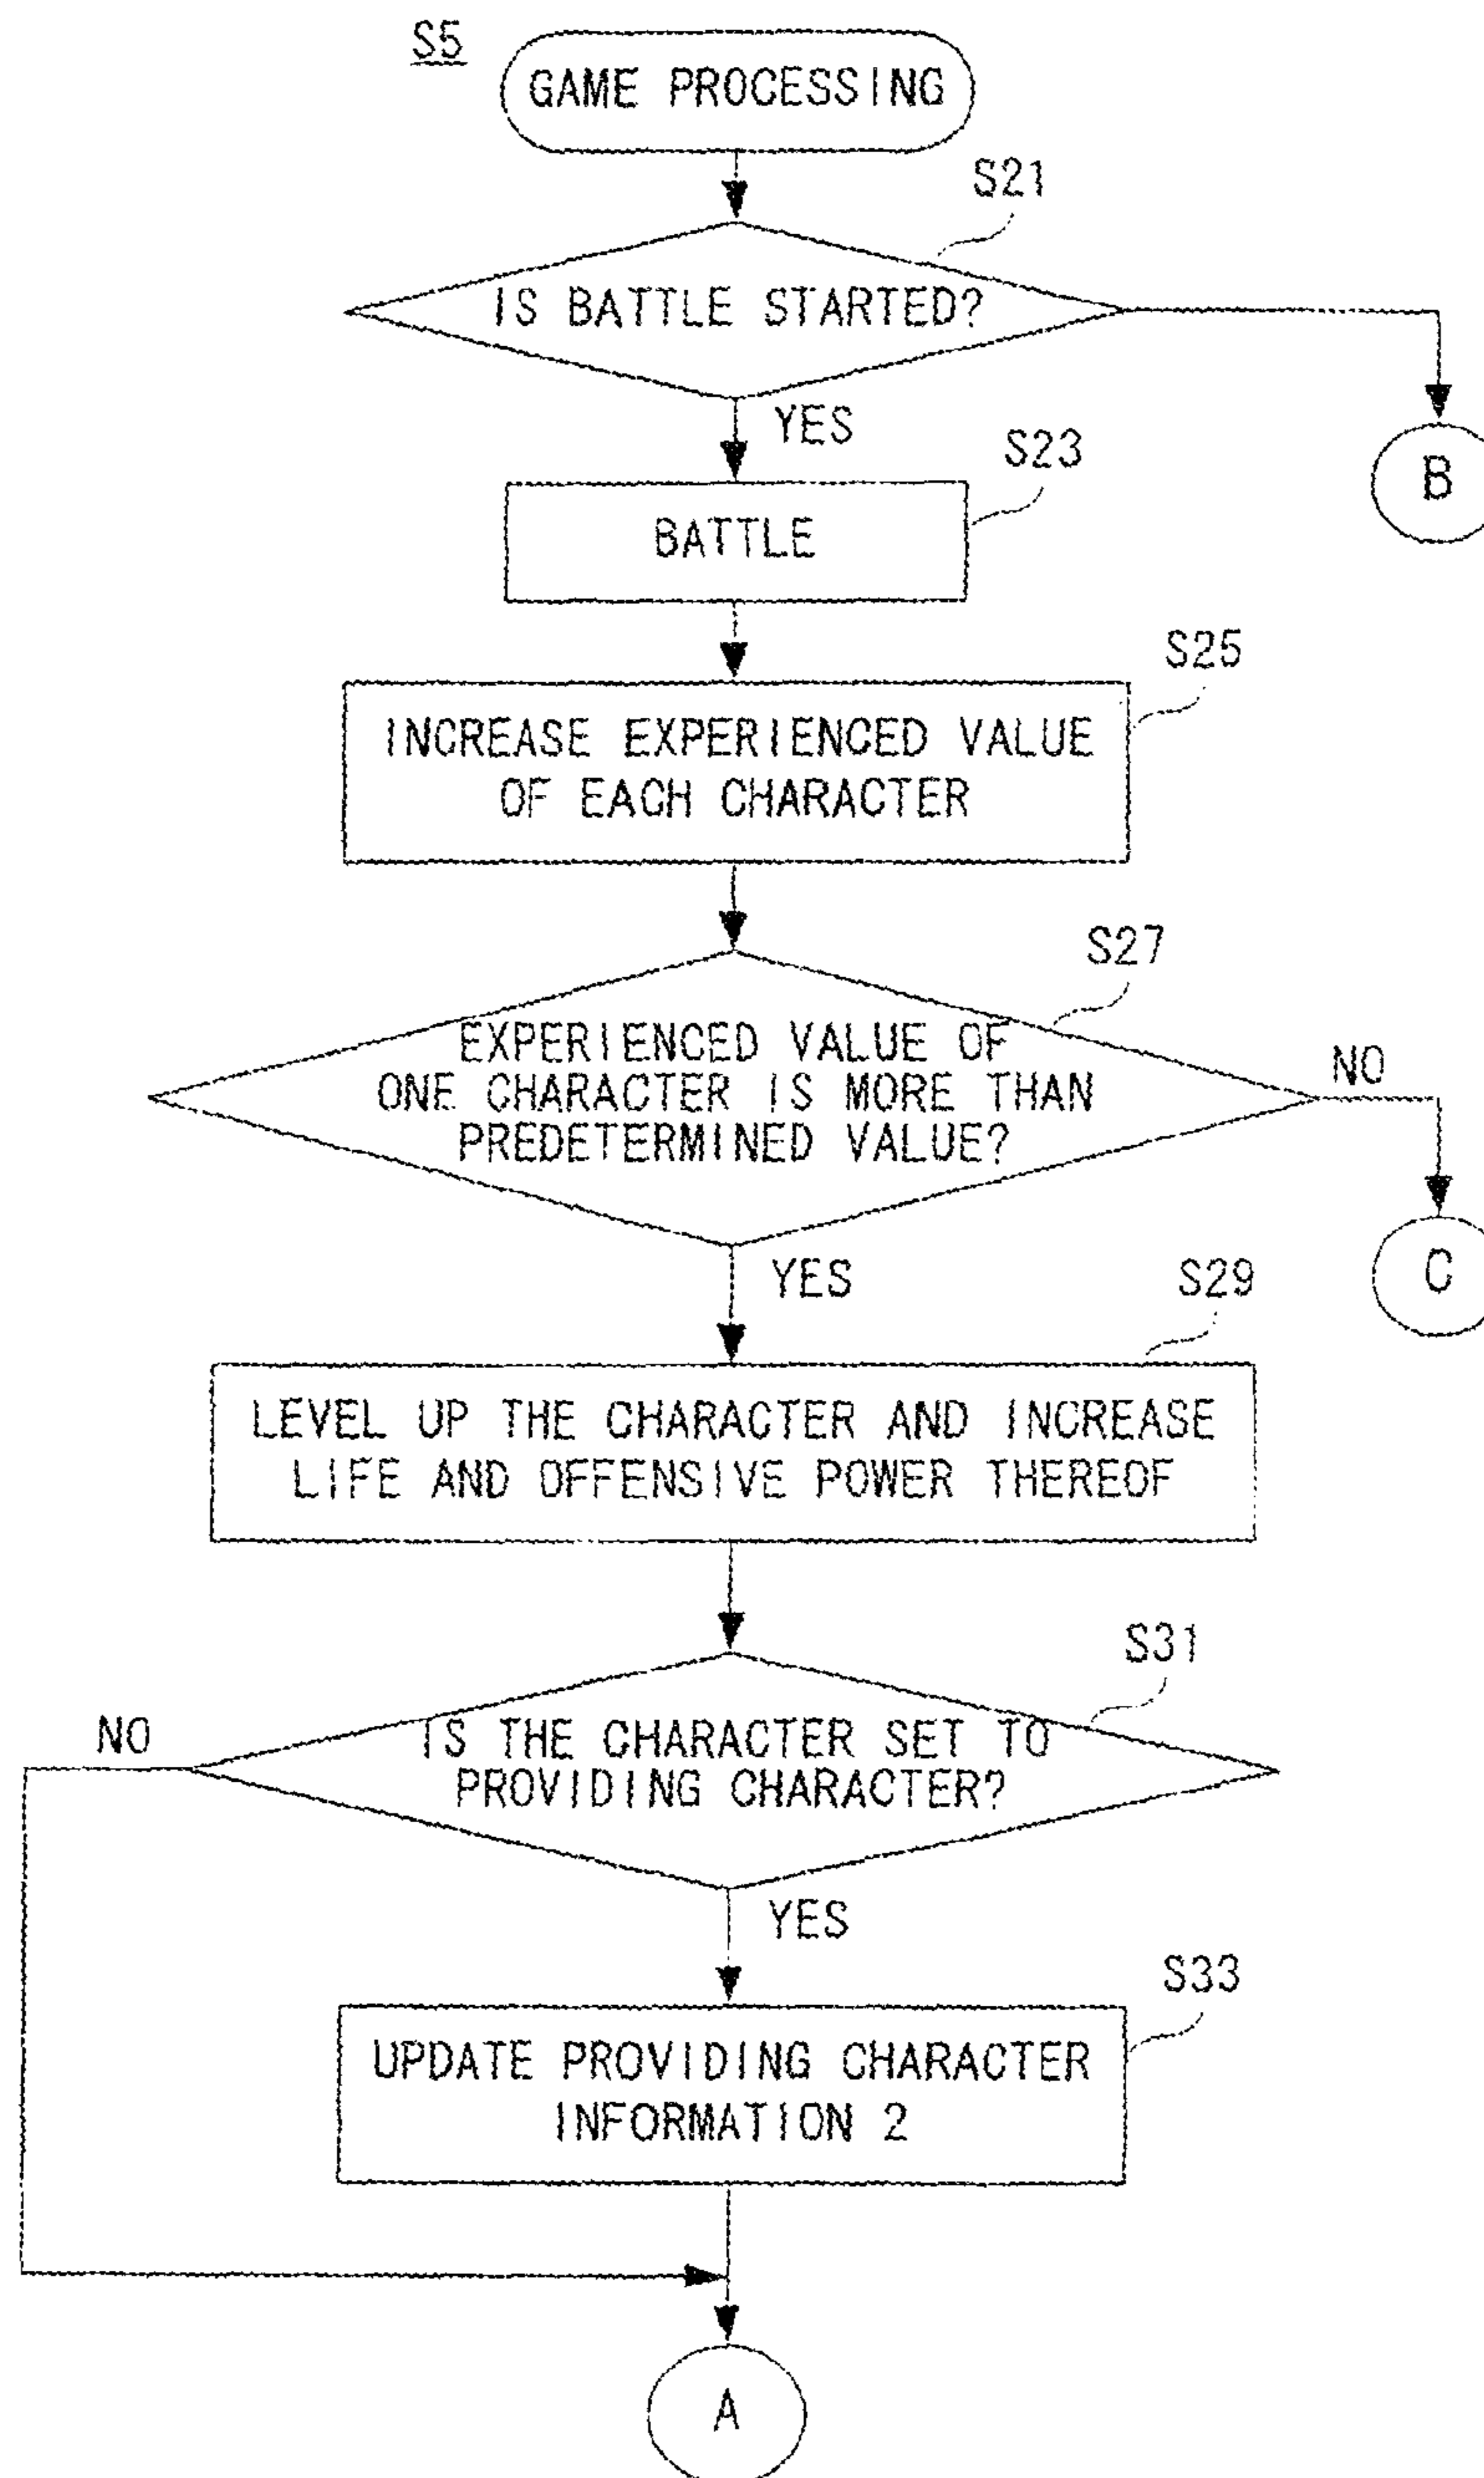 S5
GAME PROCESSING
S21
IS BATTLE STARTED?
YES
B
S23
BATTLE
S25
INCREASE EXPERIENCED VALUE
OF EACH CHARACTER
S27
EXPERIENCED VALUE OF
ONE CHARACTER IS MORE THAN
PREDETERMINED VALUE?
NO
C
YES
S29
LEVEL UP THE CHARACTER AND INCREASE
LIFE AND OFFENSIVE POWER THEREOF
S31
NO
IS THE CHARACTER SET TO
PROVIDING CHARACTER?
YES
S33
UPDATE PROVIDING CHARACTER
INFORMATION 2
A